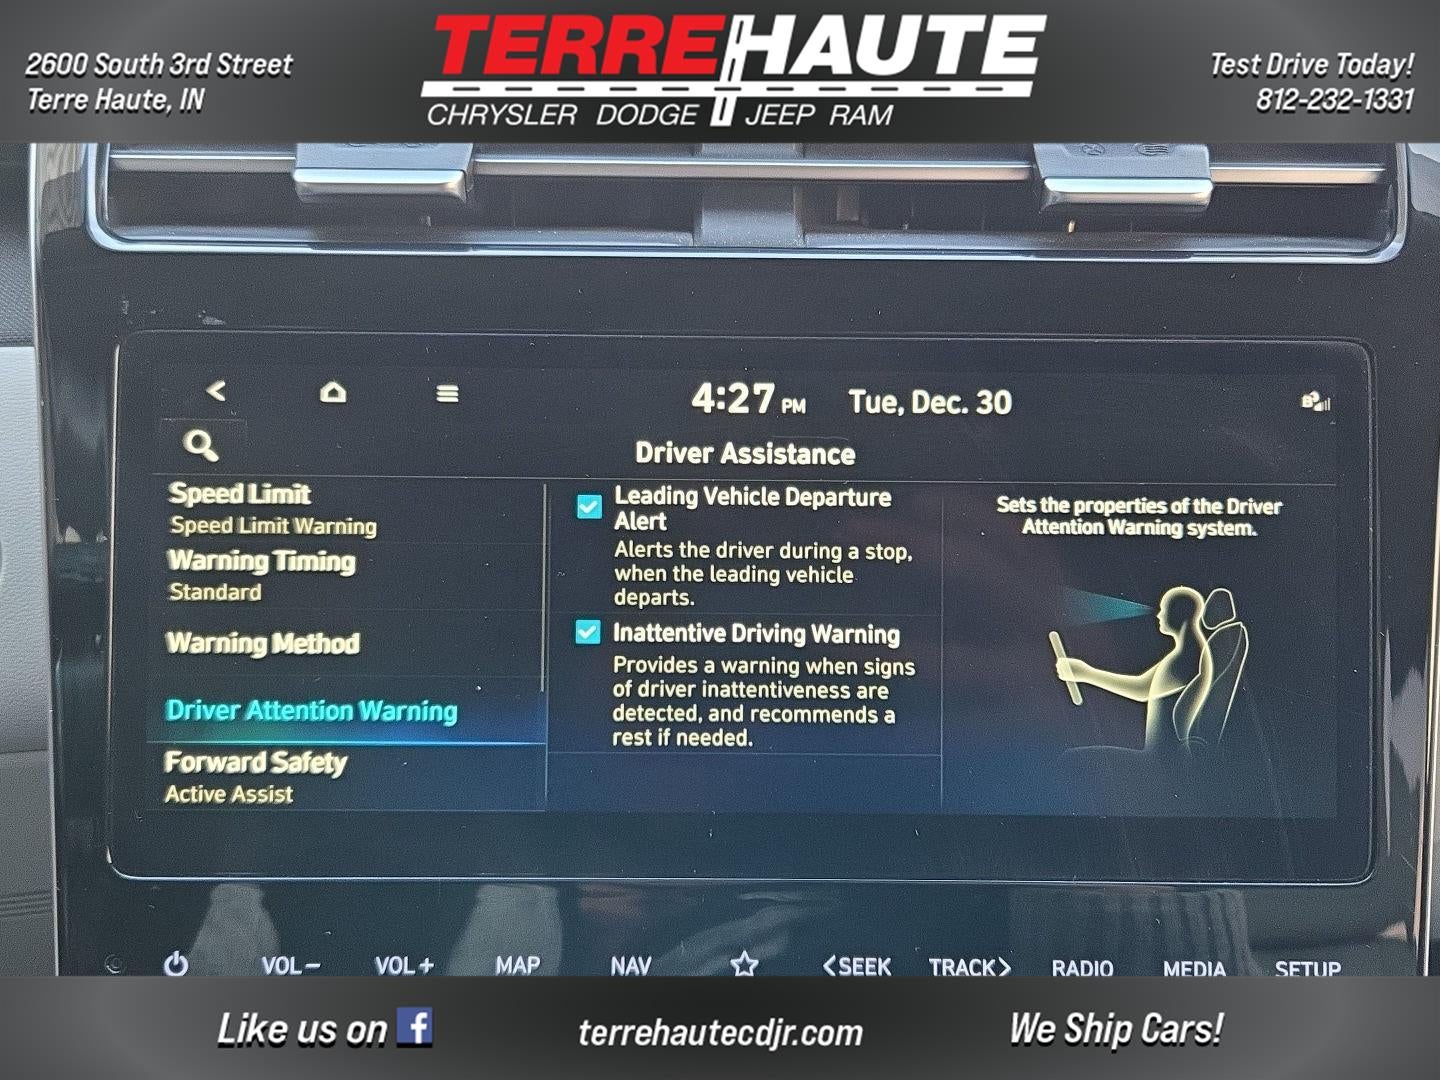 2600 South 3rd Street
Terre Haute, IN
TERRE HAUTE
CHRYSLER DODGE JEEP RAM
Test Drive Today!
812-232-1331
4:27 PM Tue, Dec. 30
Driver Assistance
Speed Limit
Speed Limit Warning
Warning Timing
Standard
Warning Method
Driver Attention Warning
Forward Safety
Active Assist
Leading Vehicle Departure
Alert
Alerts the driver during a stop,
when the leading vehicle
departs.
Inattentive Driving Warning
Provides a warning when signs
of driver inattentiveness are
detected, and recommends a
rest if needed.
Sets the properties of the Driver
Attention Warning system.
VOL− VOL+ MAP NAV <SEEK TRACK> RADIO MEDIA SETUP
Like us on f
terrehautecdjr.com
We Ship Cars!